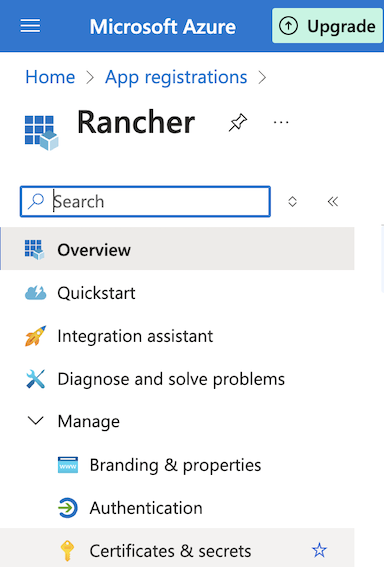 Microsoft Azure
Upgrade
Home > App registrations >
Rancher
Search
Overview
Quickstart
Integration assistant
Diagnose and solve problems
Manage
www
Branding & properties
Authentication
Certificates & secrets